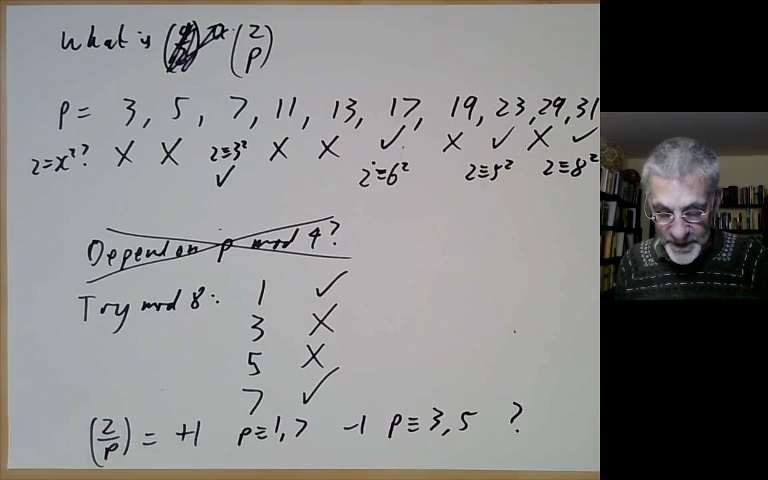 What is (2/p)
p = 3, 5, 7, 11, 13, 17, 19, 23, 29, 31
2=x²? X X 2≡3² ✓ X X ✓ X ✓ X ✓
2≡6² 2≡5² 2≡8²
Depend on p mod 4?
Try mod 8: 1 ✓
3 X
5 X
7 ✓
(2/p) = +1 p≡1,7 -1 p≡3,5 ?